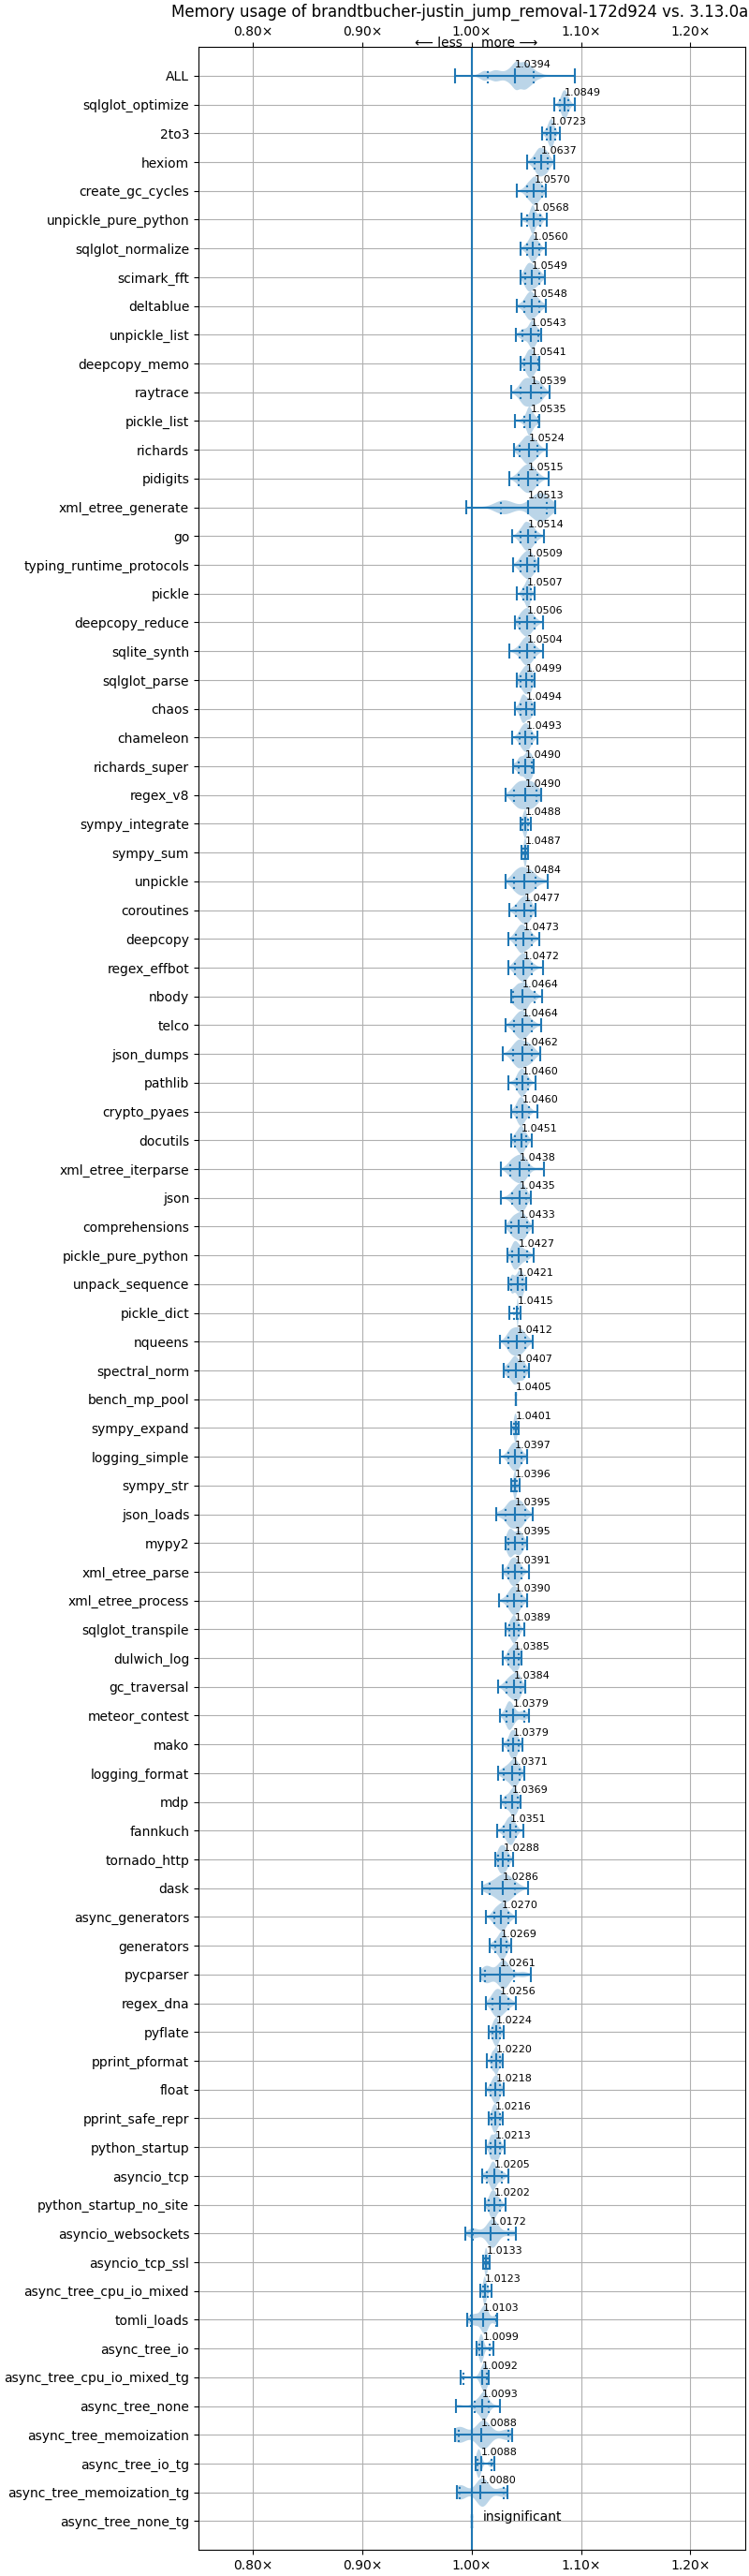 Memory usage of brandtbucher-justin_jump_removal-172d924 vs. 3.13.0a
0.80× 0.90× 1.00× 1.10× 1.20×
⟵ less more ⟶
ALL 1.0394
sqlglot_optimize 1.0849
2to3 1.0723
hexiom 1.0637
create_gc_cycles 1.0570
unpickle_pure_python 1.0568
sqlglot_normalize 1.0560
scimark_fft 1.0549
deltablue 1.0548
unpickle_list 1.0543
deepcopy_memo 1.0541
raytrace 1.0539
pickle_list 1.0535
richards 1.0524
pidigits 1.0515
xml_etree_generate 1.0513
go 1.0514
typing_runtime_protocols 1.0509
pickle 1.0507
deepcopy_reduce 1.0506
sqlite_synth 1.0504
sqlglot_parse 1.0499
chaos 1.0494
chameleon 1.0493
richards_super 1.0490
regex_v8 1.0490
sympy_integrate 1.0488
sympy_sum 1.0487
unpickle 1.0484
coroutines 1.0477
deepcopy 1.0473
regex_effbot 1.0472
nbody 1.0464
telco 1.0464
json_dumps 1.0462
pathlib 1.0460
crypto_pyaes 1.0460
docutils 1.0451
xml_etree_iterparse 1.0438
json 1.0435
comprehensions 1.0433
pickle_pure_python 1.0427
unpack_sequence 1.0421
pickle_dict 1.0415
nqueens 1.0412
spectral_norm 1.0407
bench_mp_pool 1.0405
sympy_expand 1.0401
logging_simple 1.0397
sympy_str 1.0396
json_loads 1.0395
mypy2 1.0395
xml_etree_parse 1.0391
xml_etree_process 1.0390
sqlglot_transpile 1.0389
dulwich_log 1.0385
gc_traversal 1.0384
meteor_contest 1.0379
mako 1.0379
logging_format 1.0371
mdp 1.0369
fannkuch 1.0351
tornado_http 1.0288
dask 1.0286
async_generators 1.0270
generators 1.0269
pycparser 1.0261
regex_dna 1.0256
pyflate 1.0224
pprint_pformat 1.0220
float 1.0218
pprint_safe_repr 1.0216
python_startup 1.0213
asyncio_tcp 1.0205
python_startup_no_site 1.0202
asyncio_websockets 1.0172
asyncio_tcp_ssl 1.0133
async_tree_cpu_io_mixed 1.0123
tomli_loads 1.0103
async_tree_io 1.0099
async_tree_cpu_io_mixed_tg 1.0092
async_tree_none 1.0093
async_tree_memoization 1.0088
async_tree_io_tg 1.0088
async_tree_memoization_tg 1.0080
async_tree_none_tg insignificant
0.80× 0.90× 1.00× 1.10× 1.20×